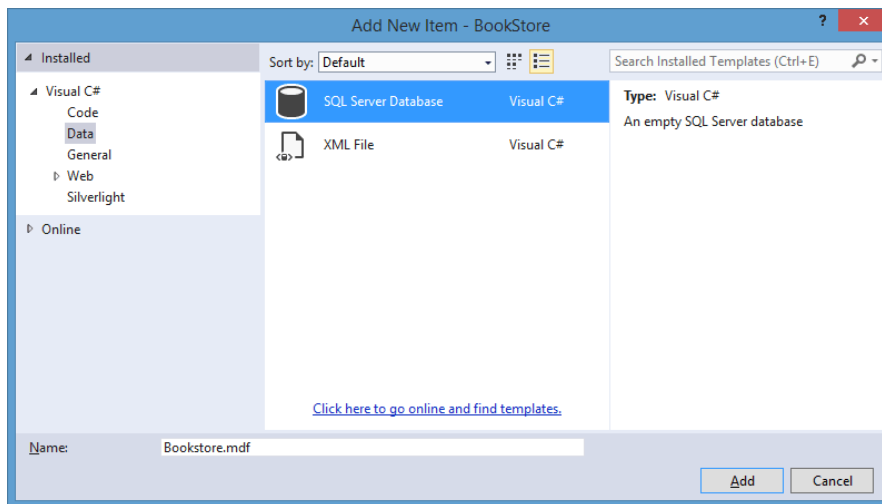 Add New Item - BookStore
?
Installed
Sort by: Default
Search Installed Templates (Ctrl+E)
Visual C#
Code
Data
General
Web
Silverlight
Online
SQL Server Database Visual C#
XML File Visual C#
Type: Visual C#
An empty SQL Server database
Click here to go online and find templates.
Name: Bookstore.mdf
Add Cancel